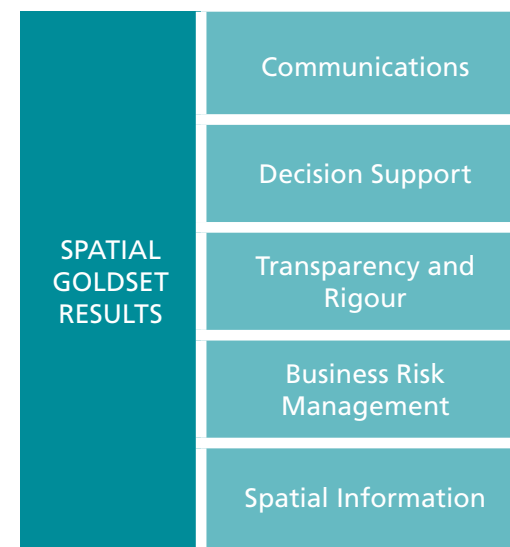 SPATIAL
GOLDSET
RESULTS
Communications
Decision Support
Transparency and
Rigour
Business Risk
Management
Spatial Information